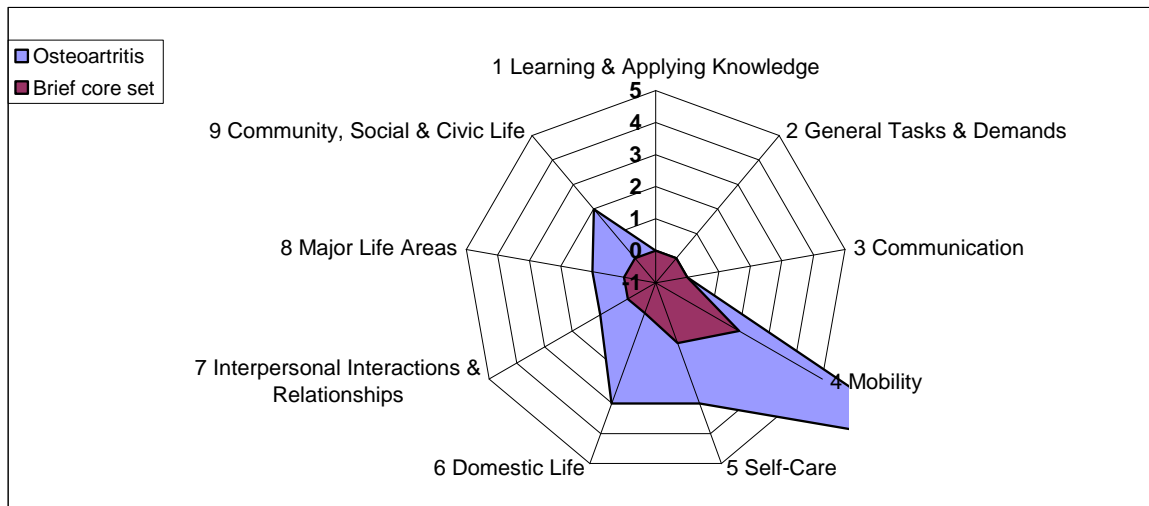 Osteoartritis
Brief core set
1 Learning & Applying Knowledge
2 General Tasks & Demands
3 Communication
4 Mobility
5 Self-Care
6 Domestic Life
7 Interpersonal Interactions &
Relationships
8 Major Life Areas
9 Community, Social & Civic Life
5
4
3
2
1
0
-1